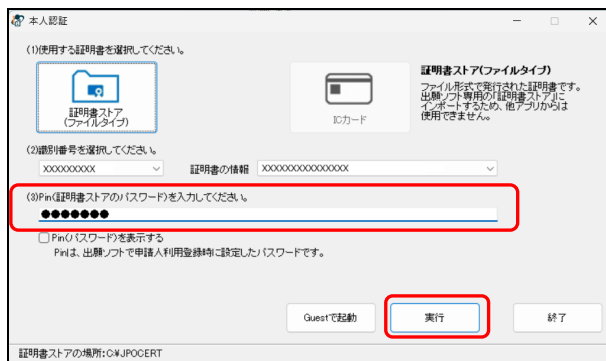 本人認証
(1)使用する証明書を選択してください。
証明書ストア
(ファイルタイプ)
ICカード
証明書ストア(ファイルタイプ)
ファイル形式で発行された証明書です。
出願ソフト専用の「証明書ストア」に
インポートするため、他アプリからは
使用できません。
(2)識別番号を選択してください。
XXXXXXXXX
証明書の情報
XXXXXXXXXXXXXXX
(3)Pin(証明書ストアのパスワード)を入力してください。
●●●●●●●
Pin(パスワード)を表示する
Pinは、出願ソフトで申請人利用登録時に設定したパスワードです。
Guestで起動
実行
終了
証明書ストアの場所:C:¥JPOCERT